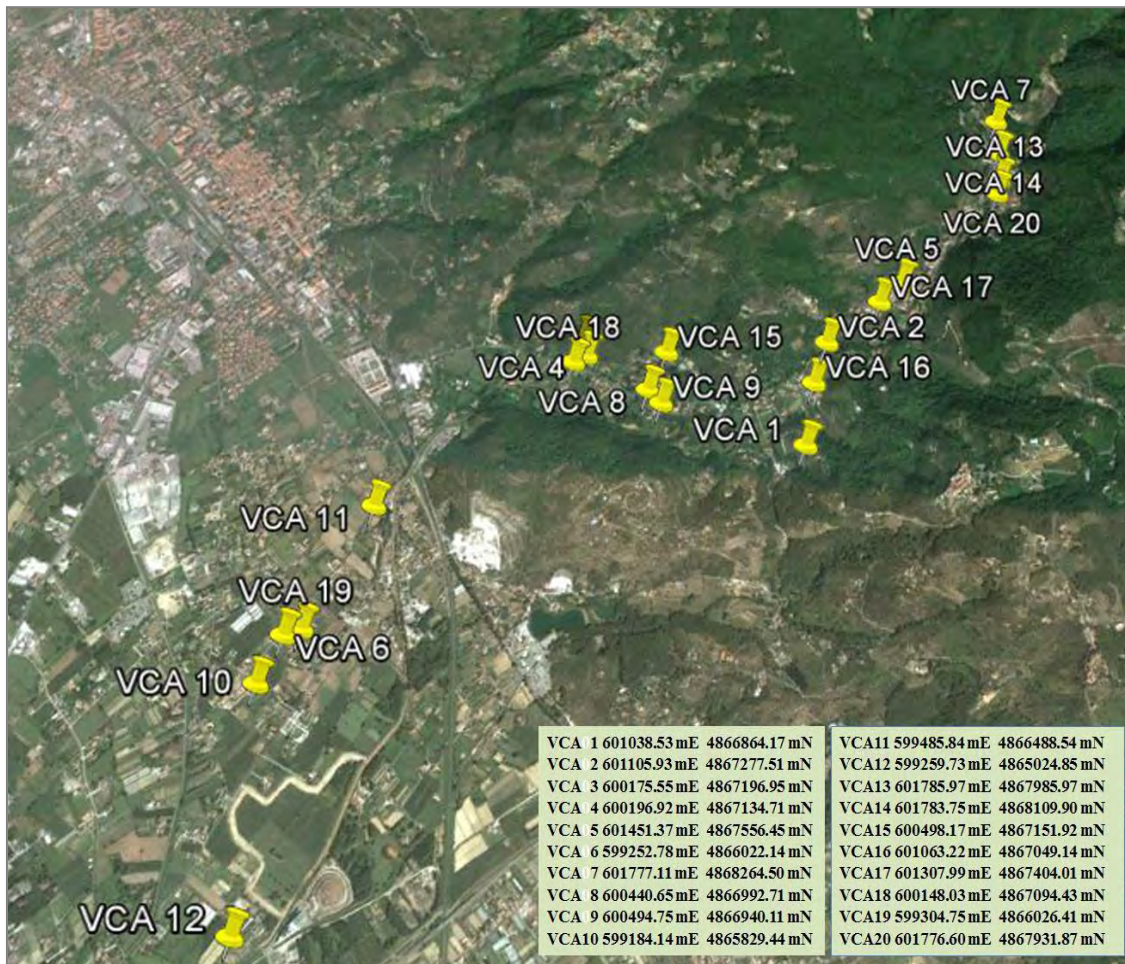 VCA 7
VCA 13
VCA 14
VCA 20
VCA 5
VCA 17
VCA 18
VCA 15
VCA 2
VCA 4
VCA 16
VCA 8
VCA 9
VCA 1
VCA 11
VCA 19
VCA 6
VCA 10
VCA 12
VCA 1 601038.53 mE 4866864.17 mN
VCA 2 601105.93 mE 4867277.51 mN
VCA 3 600175.55 mE 4867196.95 mN
VCA 4 600196.92 mE 4867134.71 mN
VCA 5 601451.37 mE 4867556.45 mN
VCA 6 599252.78 mE 4866022.14 mN
VCA 7 601777.11 mE 4868264.50 mN
VCA 8 600440.65 mE 4866992.71 mN
VCA 9 600494.75 mE 4866940.11 mN
VCA10 599184.14 mE 4865829.44 mN
VCA11 599485.84 mE 4866488.54 mN
VCA12 599259.73 mE 4865024.85 mN
VCA13 601785.97 mE 4867985.97 mN
VCA14 601783.75 mE 4868109.90 mN
VCA15 600498.17 mE 4867151.92 mN
VCA16 601063.22 mE 4867049.14 mN
VCA17 601307.99 mE 4867404.01 mN
VCA18 600148.03 mE 4867094.43 mN
VCA19 599304.75 mE 4866026.41 mN
VCA20 601776.60 mE 4867931.87 mN